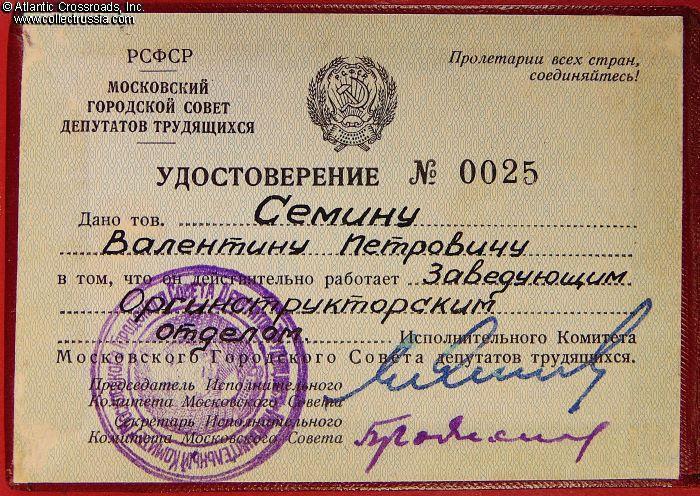 © Atlantic Crossroads, Inc.
www.collectrussia.com
РСФСР
МОСКОВСКИЙ
ГОРОДСКОЙ СОВЕТ
ДЕПУТАТОВ ТРУДЯЩИХСЯ
РСФСР
Пролетарии всех стран,
соединяйтесь!
УДОСТОВЕРЕНИЕ № 0025
Дано тов. Семину
Валентину Петровичу
в том, что он действительно работает Заведующим
Оргинструкторским
отделом Исполнительного Комитета
Московского Городского Совета депутатов трудящихся.
Председатель Исполнительного
Комитета Московского Совета
Секретарь Исполнительного
Комитета Московского Совета